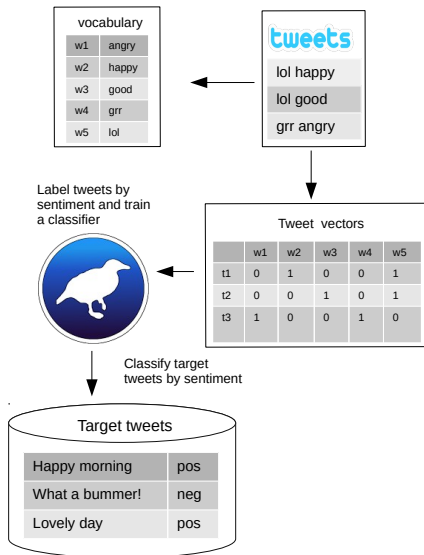 vocabulary
w1 angry
w2 happy
w3 good
w4 grr
w5 lol
tweets
lol happy
lol good
grr angry
Label tweets by
sentiment and train
a classifier
Tweet vectors
w1 w2 w3 w4 w5
t1 0 1 0 0 1
t2 0 0 1 0 1
t3 1 0 0 1 0
Classify target
tweets by sentiment
Target tweets
Happy morning pos
What a bummer! neg
Lovely day pos